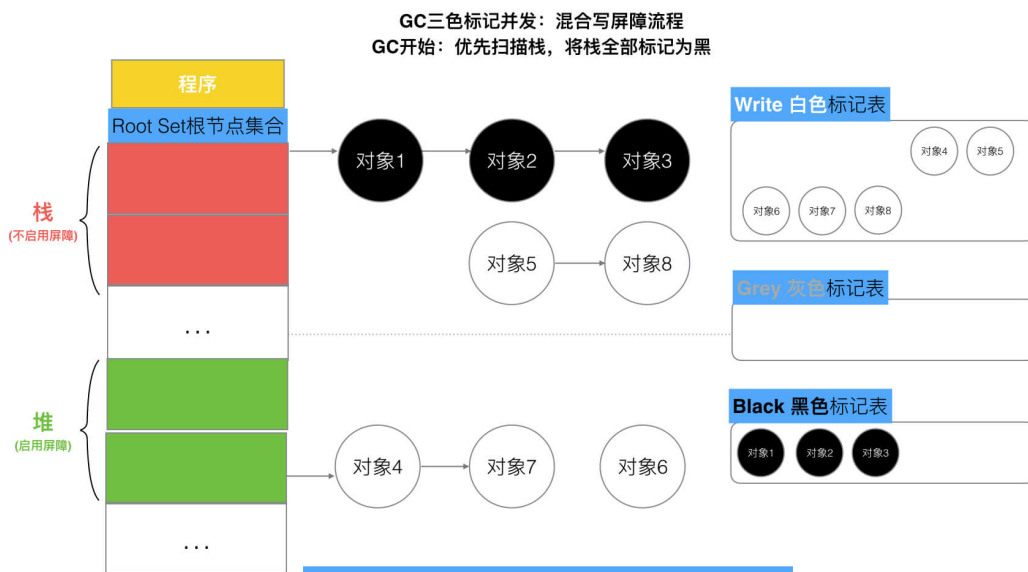 GC三色标记并发：混合写屏障流程
GC开始：优先扫描栈，将栈全部标记为黑
程序
Root Set根节点集合
栈
(不启用屏障)
...
堆
(启用屏障)
...
对象1
对象2
对象3
对象5
对象8
对象4
对象7
对象6
Write 白色标记表
对象4
对象5
对象6
对象7
对象8
Grey 灰色标记表
Black 黑色标记表
对象1
对象2
对象3